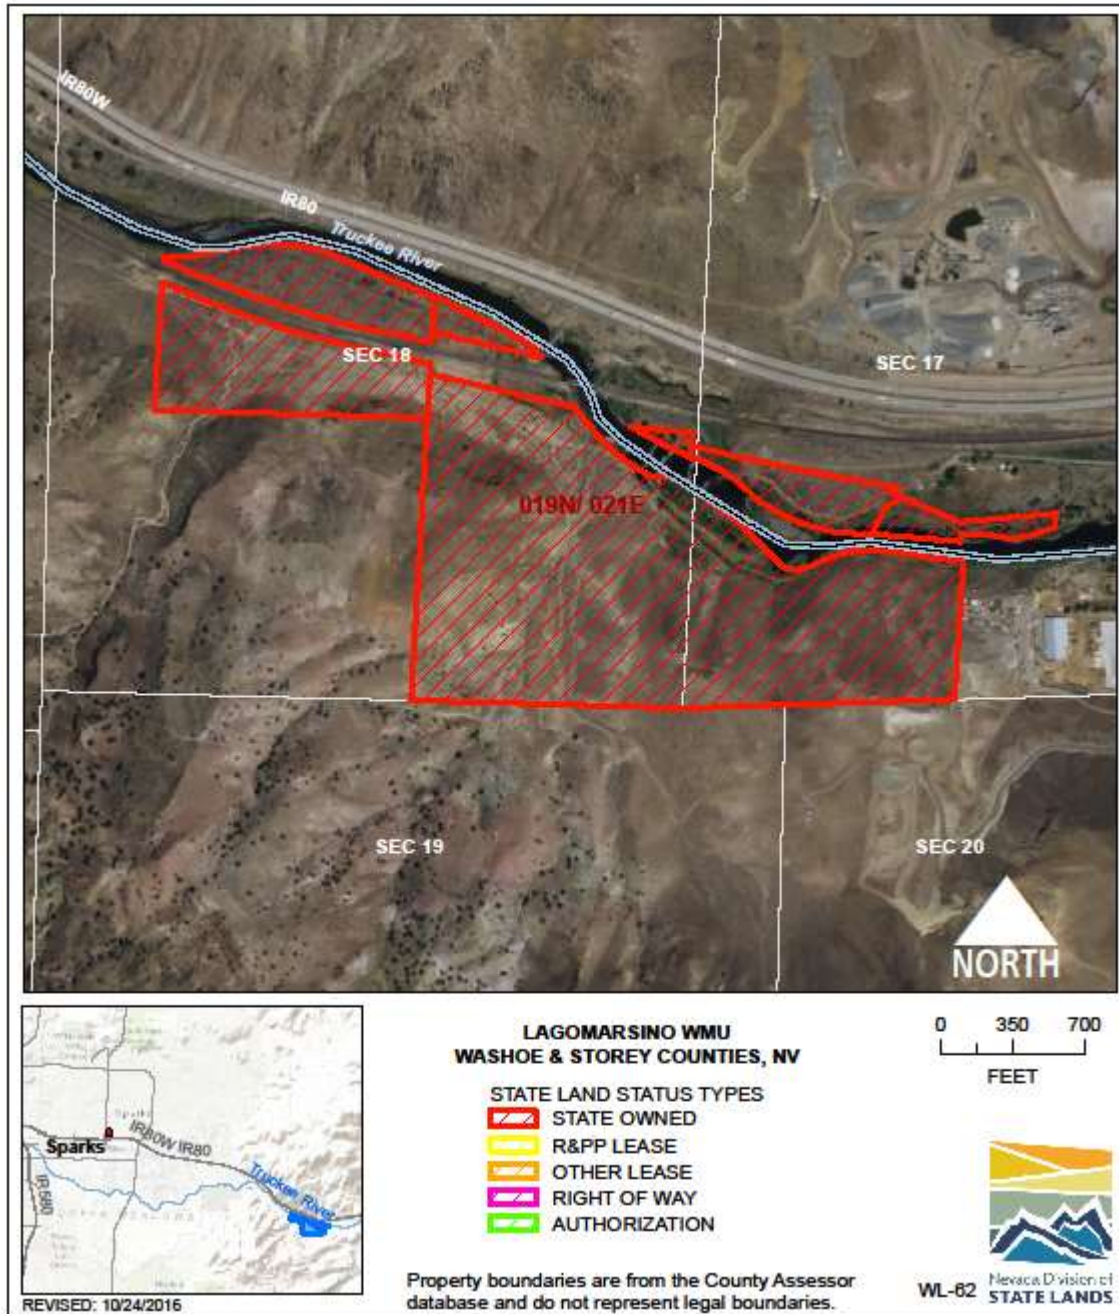 IR80W
IR80
Truckee River
SEC 18
SEC 17
019N/ 021E
SEC 19
SEC 20
NORTH
Sparks
Sparks
IR80W IR80
IR580
Truckee River
REVISED: 10/24/2016
LAGOMARSINO WMU
WASHOE & STOREY COUNTIES, NV
STATE LAND STATUS TYPES
STATE OWNED
R&PP LEASE
OTHER LEASE
RIGHT OF WAY
AUTHORIZATION
Property boundaries are from the County Assessor
database and do not represent legal boundaries.
0 350 700
FEET
WL-62
Nevada Division of
STATE LANDS